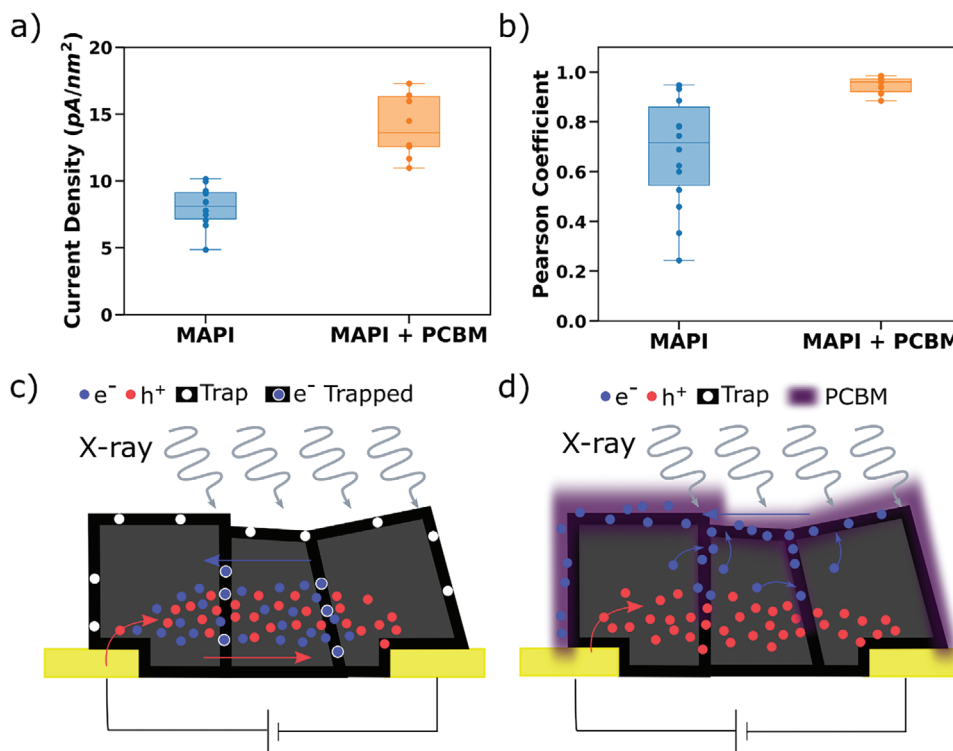 a)
Current Density (pA/nm²)
20
15
10
5
0
MAPI
MAPI + PCBM
b)
Pearson Coefficient
1.0
0.8
0.6
0.4
0.2
0.0
MAPI
MAPI + PCBM
c)
e⁻ h⁺ Trap e⁻ Trapped
X-ray
d)
e⁻ h⁺ Trap PCBM
X-ray